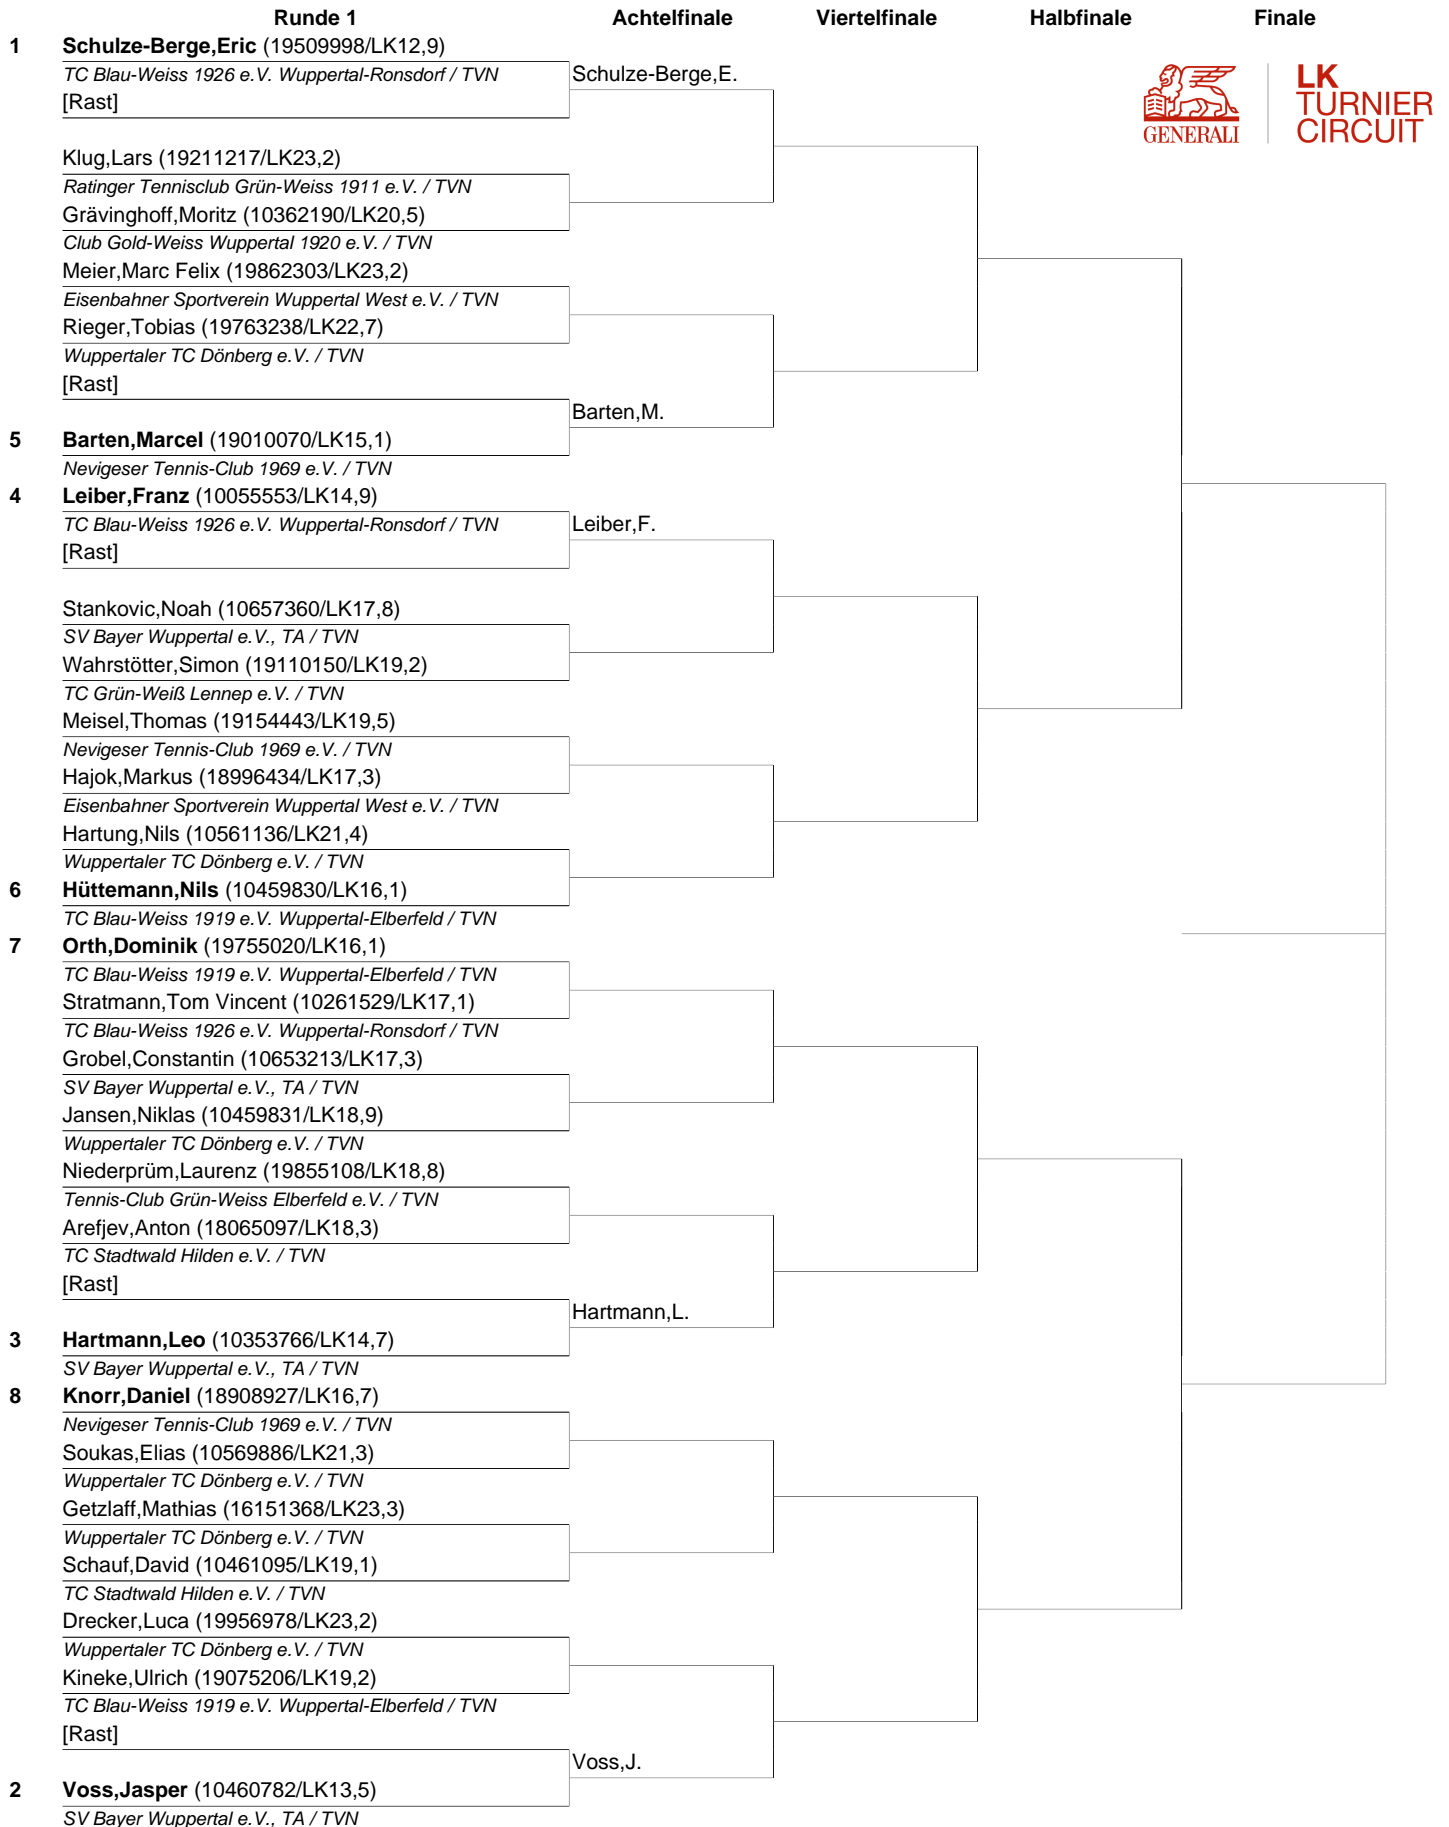 Runde 1 Achtelfinale Viertelfinale Halbfinale Finale
1 Schulze-Berge,Eric (19509998/LK12,9)
TC Blau-Weiss 1926 e.V. Wuppertal-Ronsdorf / TVN Schulze-Berge,E.
[Rast]
GENERALI
LK
TURNIER
CIRCUIT
Klug,Lars (19211217/LK23,2)
Ratinger Tennisclub Grün-Weiss 1911 e.V. / TVN
Grävinghoff,Moritz (10362190/LK20,5)
Club Gold-Weiss Wuppertal 1920 e.V. / TVN
Meier,Marc Felix (19862303/LK23,2)
Eisenbahner Sportverein Wuppertal West e.V. / TVN
Rieger,Tobias (19763238/LK22,7)
Wuppertaler TC Dönberg e.V. / TVN
[Rast]
Barten,M.
5 Barten,Marcel (19010070/LK15,1)
Nevigeser Tennis-Club 1969 e.V. / TVN
4 Leiber,Franz (10055553/LK14,9)
TC Blau-Weiss 1926 e.V. Wuppertal-Ronsdorf / TVN Leiber,F.
[Rast]
Stankovic,Noah (10657360/LK17,8)
SV Bayer Wuppertal e.V., TA / TVN
Wahrstötter,Simon (19110150/LK19,2)
TC Grün-Weiß Lennep e.V. / TVN
Meisel,Thomas (19154443/LK19,5)
Nevigeser Tennis-Club 1969 e.V. / TVN
Hajok,Markus (18996434/LK17,3)
Eisenbahner Sportverein Wuppertal West e.V. / TVN
Hartung,Nils (10561136/LK21,4)
Wuppertaler TC Dönberg e.V. / TVN
6 Hüttemann,Nils (10459830/LK16,1)
TC Blau-Weiss 1919 e.V. Wuppertal-Elberfeld / TVN
7 Orth,Dominik (19755020/LK16,1)
TC Blau-Weiss 1919 e.V. Wuppertal-Elberfeld / TVN
Stratmann,Tom Vincent (10261529/LK17,1)
TC Blau-Weiss 1926 e.V. Wuppertal-Ronsdorf / TVN
Grobel,Constantin (10653213/LK17,3)
SV Bayer Wuppertal e.V., TA / TVN
Jansen,Niklas (10459831/LK18,9)
Wuppertaler TC Dönberg e.V. / TVN
Niederprüm,Laurenz (19855108/LK18,8)
Tennis-Club Grün-Weiss Elberfeld e.V. / TVN
Arefjev,Anton (18065097/LK18,3)
TC Stadtwald Hilden e.V. / TVN
[Rast]
Hartmann,L.
3 Hartmann,Leo (10353766/LK14,7)
SV Bayer Wuppertal e.V., TA / TVN
8 Knorr,Daniel (18908927/LK16,7)
Nevigeser Tennis-Club 1969 e.V. / TVN
Soukas,Elias (10569886/LK21,3)
Wuppertaler TC Dönberg e.V. / TVN
Getzlaff,Mathias (16151368/LK23,3)
Wuppertaler TC Dönberg e.V. / TVN
Schauf,David (10461095/LK19,1)
TC Stadtwald Hilden e.V. / TVN
Drecker,Luca (19956978/LK23,2)
Wuppertaler TC Dönberg e.V. / TVN
Kineke,Ulrich (19075206/LK19,2)
TC Blau-Weiss 1919 e.V. Wuppertal-Elberfeld / TVN
[Rast]
Voss,J.
2 Voss,Jasper (10460782/LK13,5)
SV Bayer Wuppertal e.V., TA / TVN